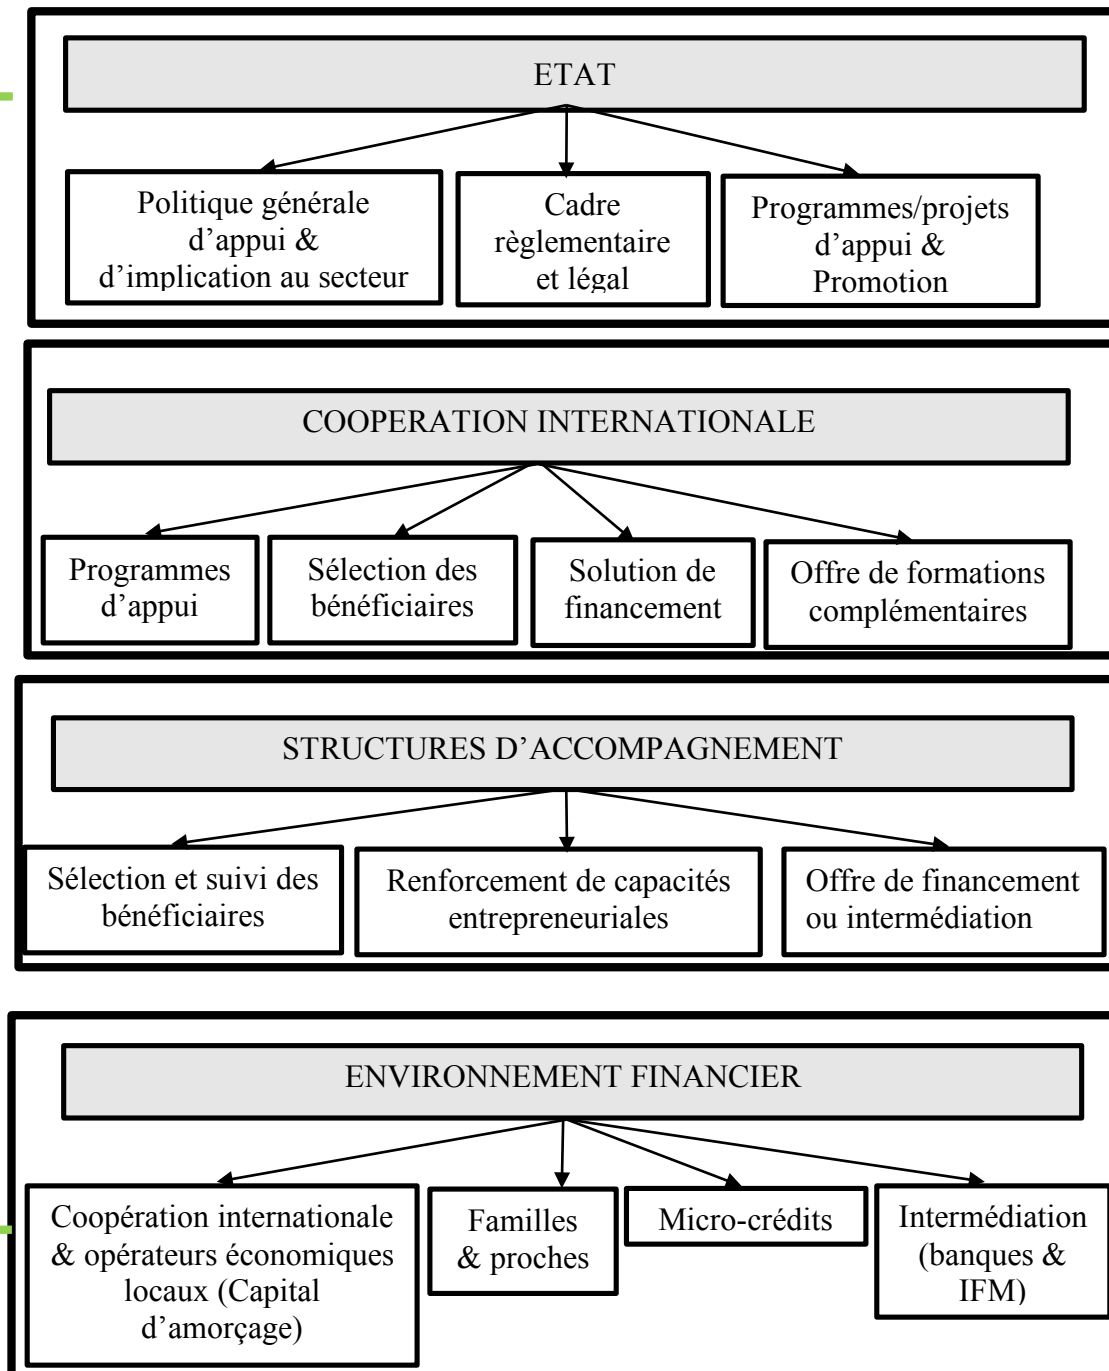 ETAT
Politique générale
d’appui &
d’implication au secteur
Cadre
règlementaire
et légal
Programmes/projets
d’appui &
Promotion
COOPERATION INTERNATIONALE
Programmes
d’appui
Sélection des
bénéficiaires
Solution de
financement
Offre de formations
complémentaires
STRUCTURES D’ACCOMPAGNEMENT
Sélection et suivi des
bénéficiaires
Renforcement de capacités
entrepreneuriales
Offre de financement
ou intermédiation
ENVIRONNEMENT FINANCIER
Coopération internationale
& opérateurs économiques
locaux (Capital
d’amorçage)
Familles
& proches
Micro-crédits
Intermédiation
(banques &
IFM)